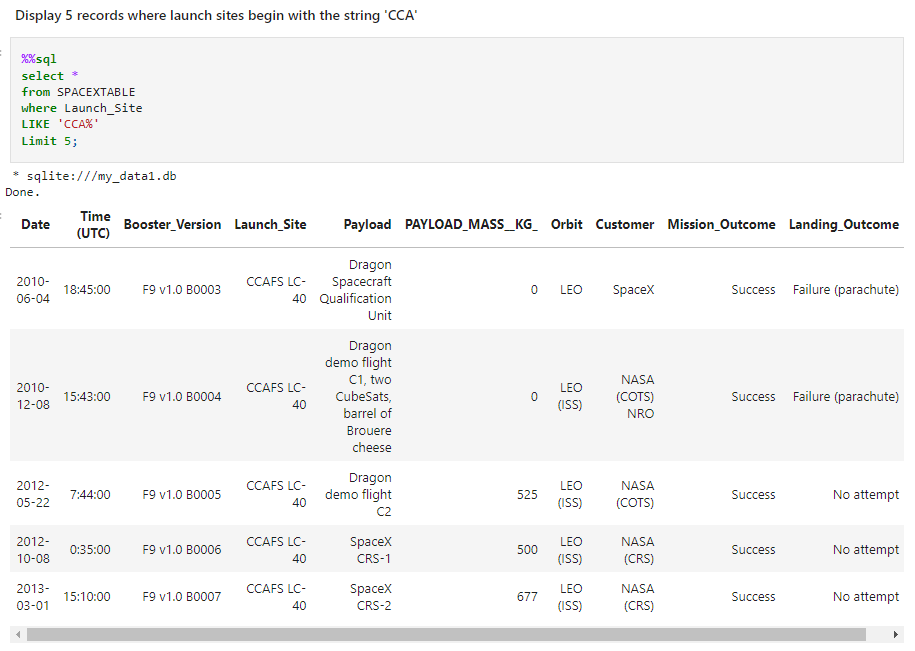 Display 5 records where launch sites begin with the string 'CCA'
%%sql
select *
from SPACEXTABLE
where Launch_Site
LIKE 'CCA%'
Limit 5;
* sqlite:///my_data1.db
Done.
Date Time (UTC) Booster_Version Launch_Site Payload PAYLOAD_MASS__KG_ Orbit Customer Mission_Outcome Landing_Outcome
2010-06-04 18:45:00 F9 v1.0 B0003 CCAFS LC-40 Dragon Spacecraft Qualification Unit 0 LEO SpaceX Success Failure (parachute)
2010-12-08 15:43:00 F9 v1.0 B0004 CCAFS LC-40 Dragon demo flight C1, two CubeSats, barrel of Brouere cheese 0 LEO (ISS) NASA (COTS) NRO Success Failure (parachute)
2012-05-22 7:44:00 F9 v1.0 B0005 CCAFS LC-40 Dragon demo flight C2 525 LEO (ISS) NASA (COTS) Success No attempt
2012-10-08 0:35:00 F9 v1.0 B0006 CCAFS LC-40 SpaceX CRS-1 500 LEO (ISS) NASA (CRS) Success No attempt
2013-03-01 15:10:00 F9 v1.0 B0007 CCAFS LC-40 SpaceX CRS-2 677 LEO (ISS) NASA (CRS) Success No attempt